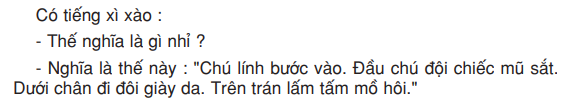 Có tiếng xì xào :
- Thế nghĩa là gì nhỉ ?
- Nghĩa là thế này : "Chú lính bước vào. Đầu chú đội chiếc mũ sắt.
Dưới chân đi đôi giày da. Trên trán lấm tấm mồ hôi."